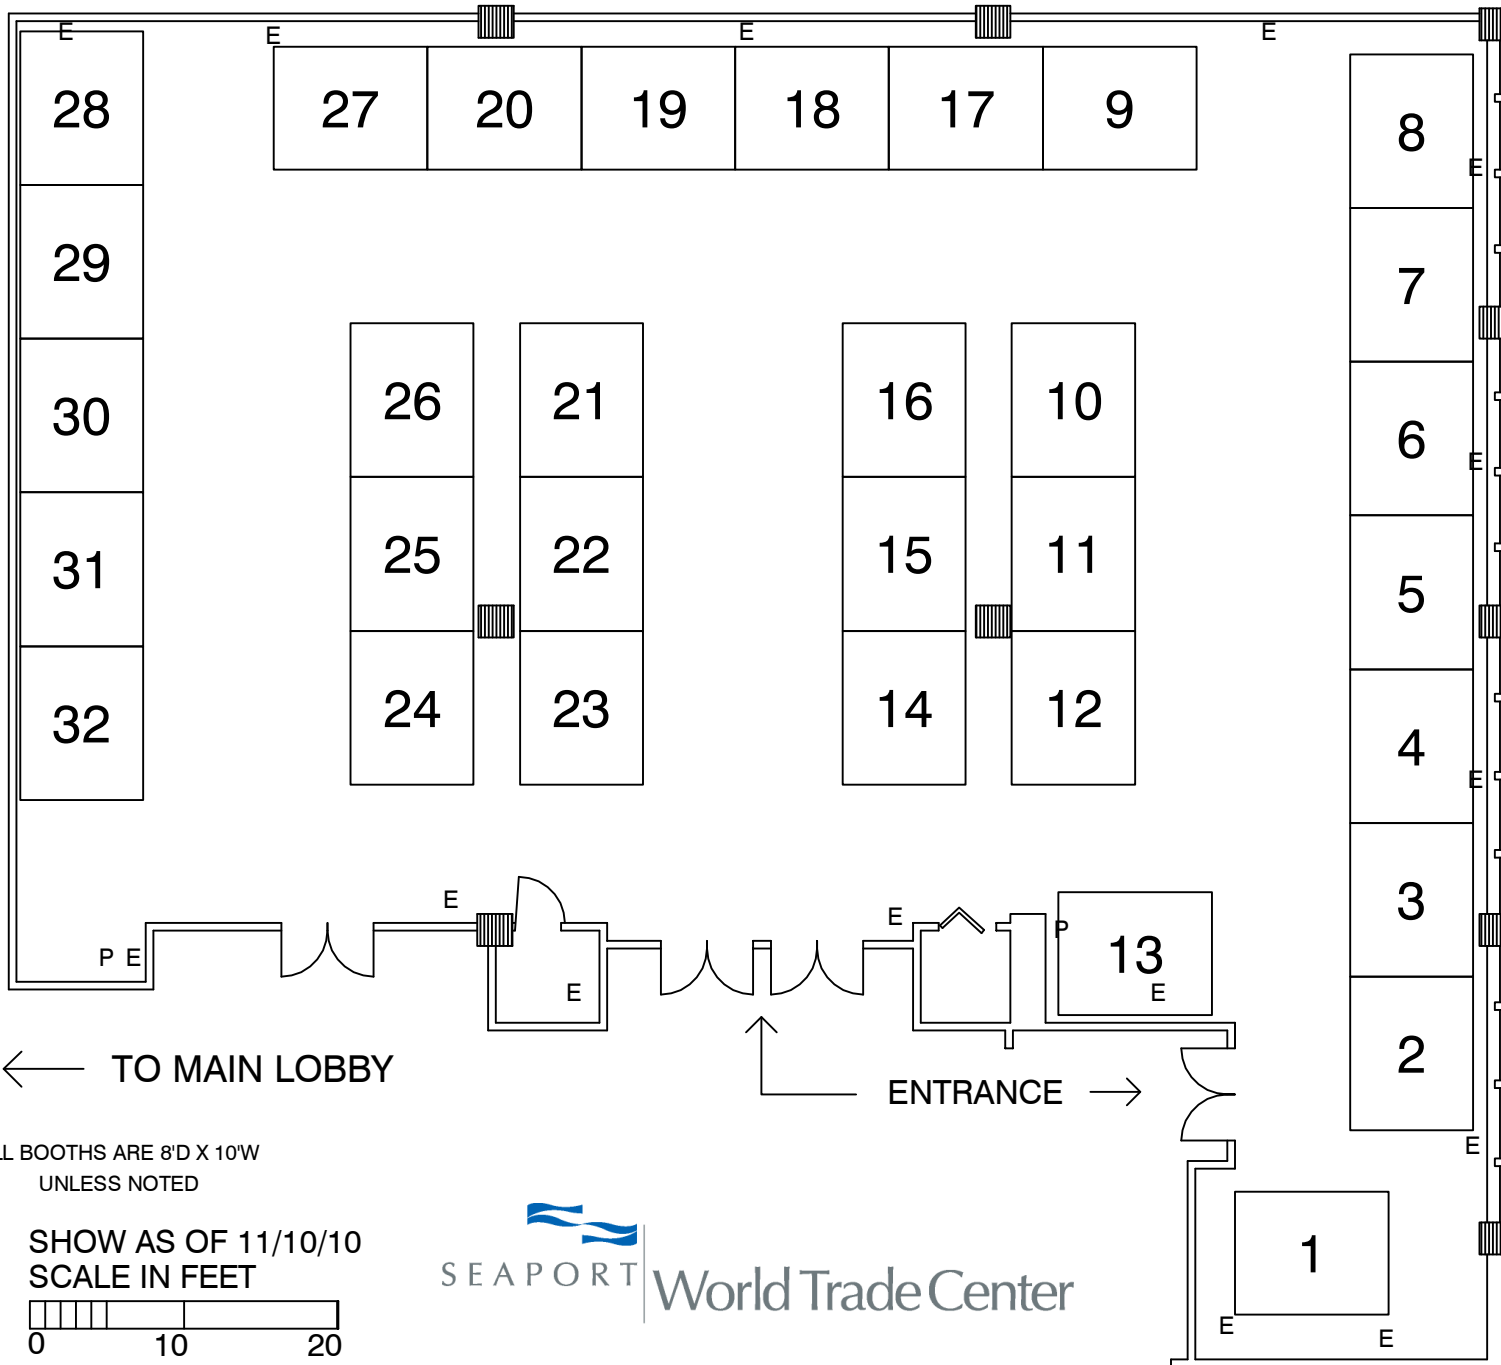 E
E
E
E
28
27
20
19
18
17
9
8
E
29
7
30
26
21
16
10
6
E
31
25
22
15
11
5
32
24
23
14
12
4
E
E
E
3
P E
P
13
E
E
2
TO MAIN LOBBY
ENTRANCE
LL BOOTHS ARE 8'D X 10'W
UNLESS NOTED
E
SHOW AS OF 11/10/10
SCALE IN FEET
0 10 20
SEAPORT World Trade Center
1
E
E